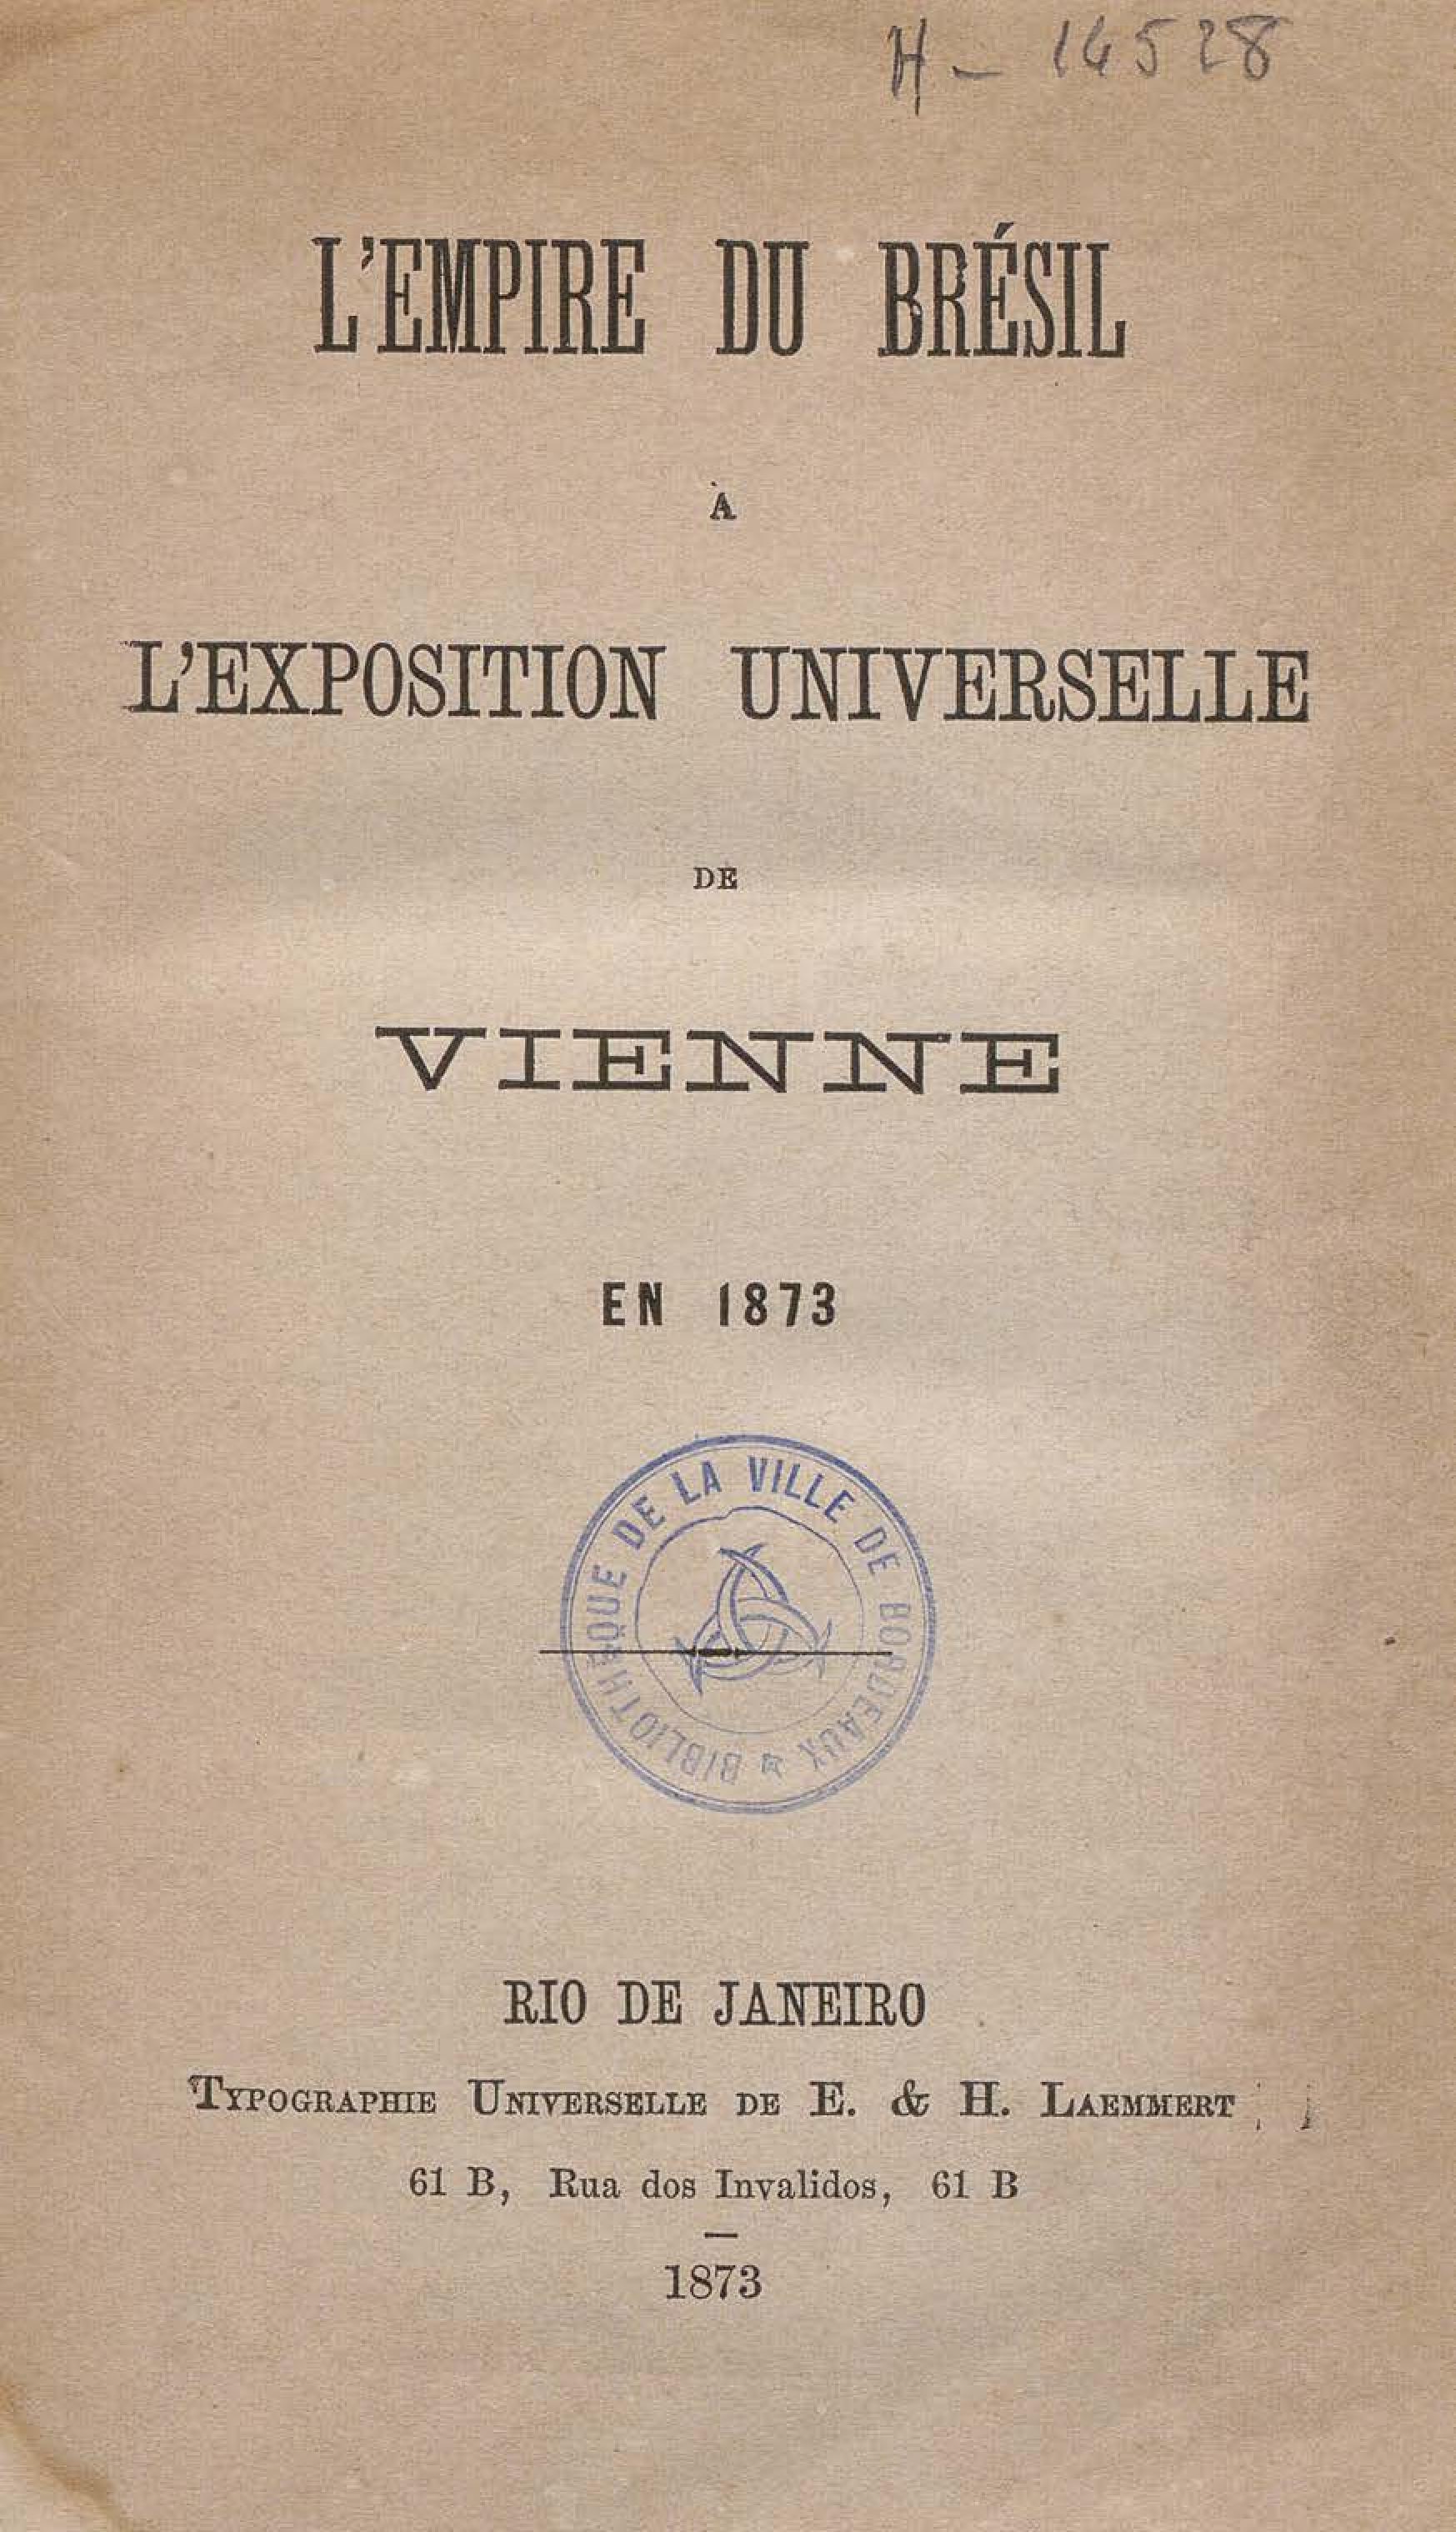 H - 14528
L'EMPIRE DU BRÉSIL
À
L'EXPOSITION UNIVERSELLE
DE
VIENNE
EN 1873
BIBLIOTHÈQUE DE LA VILLE DE BORDEAUX
RIO DE JANEIRO
TYPOGRAPHIE UNIVERSELLE DE E. & H. LAEMMERT
61 B, Rua dos Invalidos, 61 B
1873